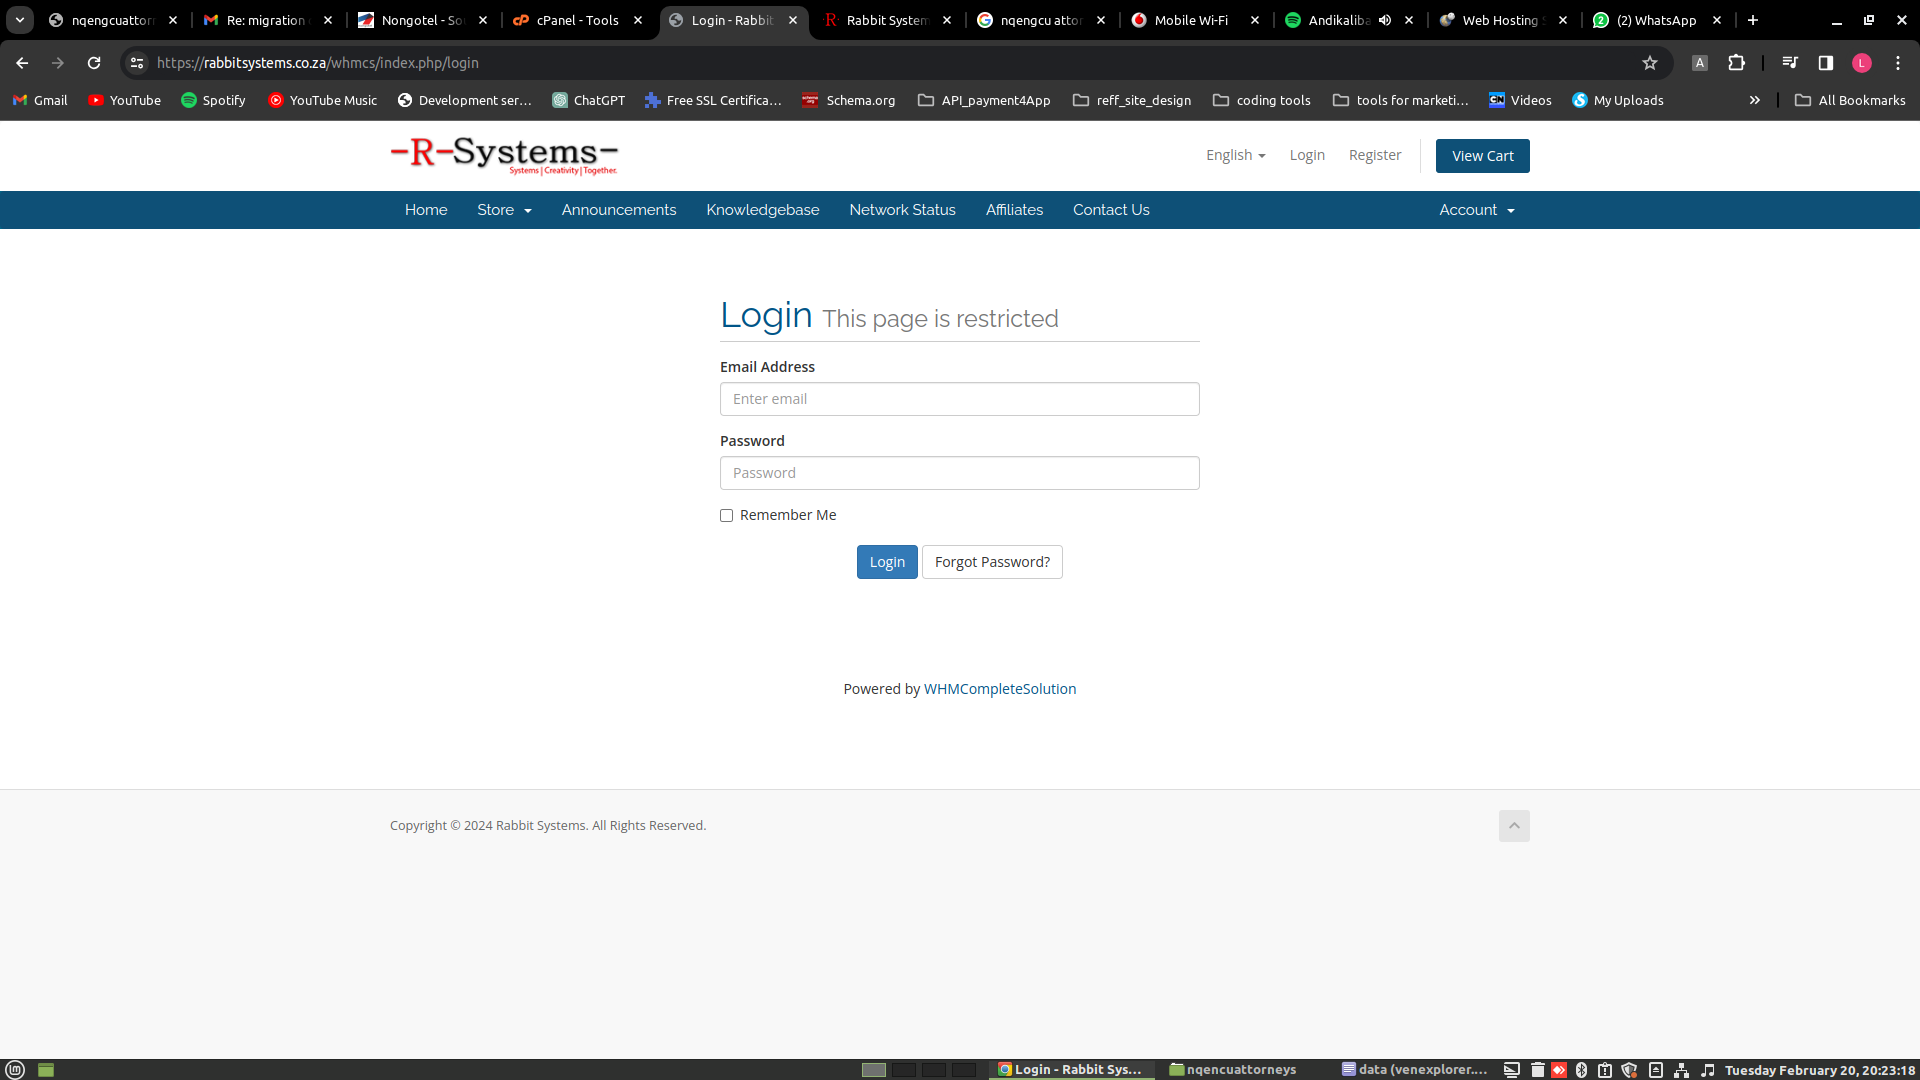 nqengcuattorn
Re: migration
Nongotel - So
cPanel - Tools
Login - Rabbit
Rabbit System
nqengcu attor
Mobile Wi-Fi
Andikaliba
Web Hosting S
(2) WhatsApp
https://rabbitsystems.co.za/whmcs/index.php/login
A
L
Gmail
YouTube
Spotify
YouTube Music
Development ser...
ChatGPT
Free SSL Certifica...
Schema.org
API_payment4App
reff_site_design
coding tools
tools for marketi...
Videos
My Uploads
All Bookmarks
-R-Systems-
Systems | Creativity | Together.
English
Login
Register
View Cart
Home
Store
Announcements
Knowledgebase
Network Status
Affiliates
Contact Us
Account
Login This page is restricted
Email Address
Enter email
Password
Password
Remember Me
Login
Forgot Password?
Powered by WHMCompleteSolution
Copyright © 2024 Rabbit Systems. All Rights Reserved.
Login - Rabbit Sys...
nqencuattorneys
data (venexplorer....
Tuesday February 20, 20:23:18